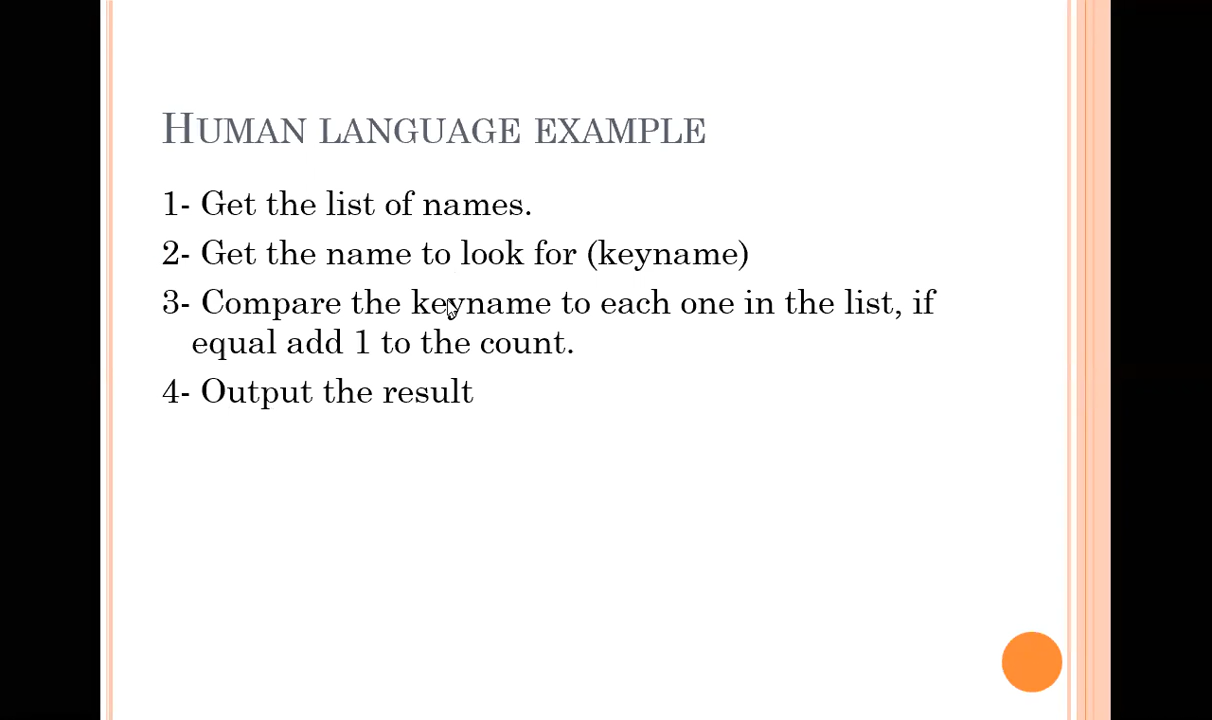 HUMAN LANGUAGE EXAMPLE
1- Get the list of names.
2- Get the name to look for (keyname)
3- Compare the keyname to each one in the list, if
equal add 1 to the count.
4- Output the result